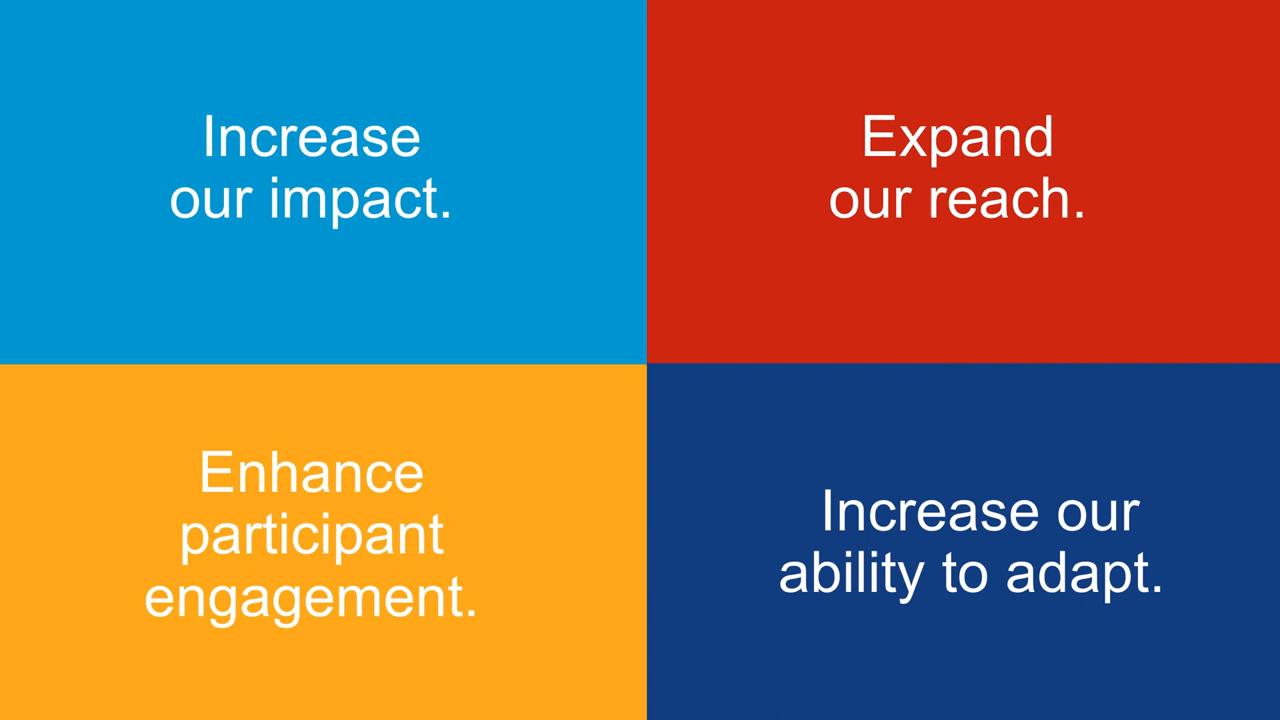 Increase
our impact.
Expand
our reach.
Enhance
participant
engagement.
Increase our
ability to adapt.